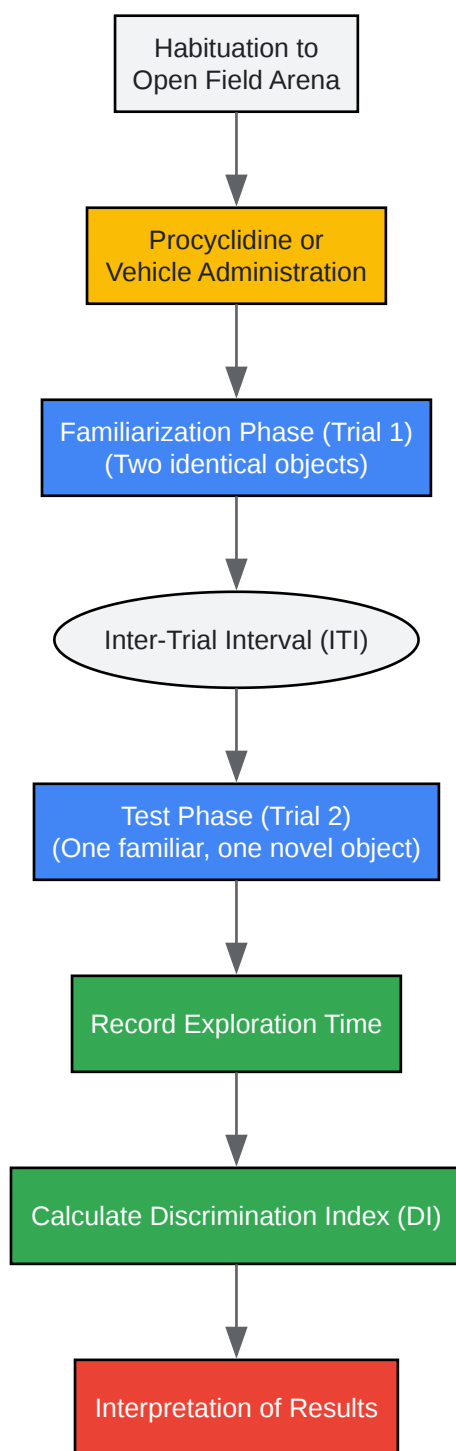 Habituation to
Open Field Arena
Procyclidine or
Vehicle Administration
Familiarization Phase (Trial 1)
(Two identical objects)
Inter-Trial Interval (ITI)
Test Phase (Trial 2)
(One familiar, one novel object)
Record Exploration Time
Calculate Discrimination Index (DI)
Interpretation of Results